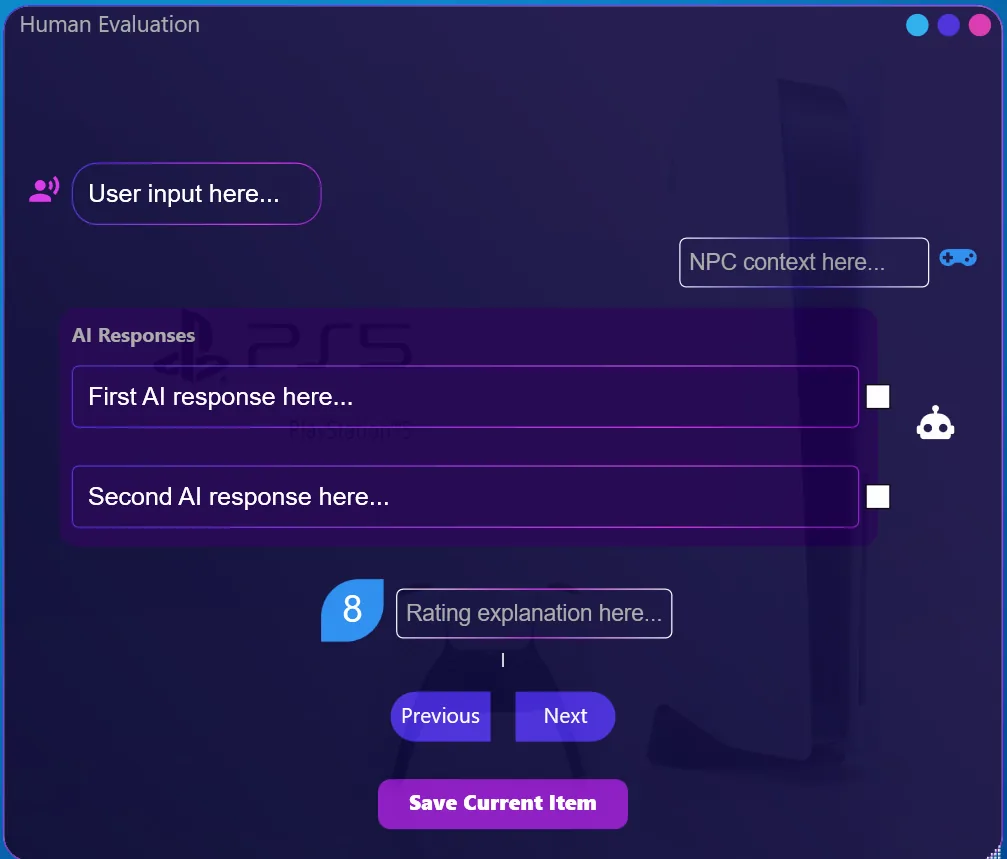 Human Evaluation
User input here...
NPC context here...
AI Responses
PS5
First AI response here...
PlayStation 5
Second AI response here...
8
Rating explanation here...
Previous
Next
Save Current Item